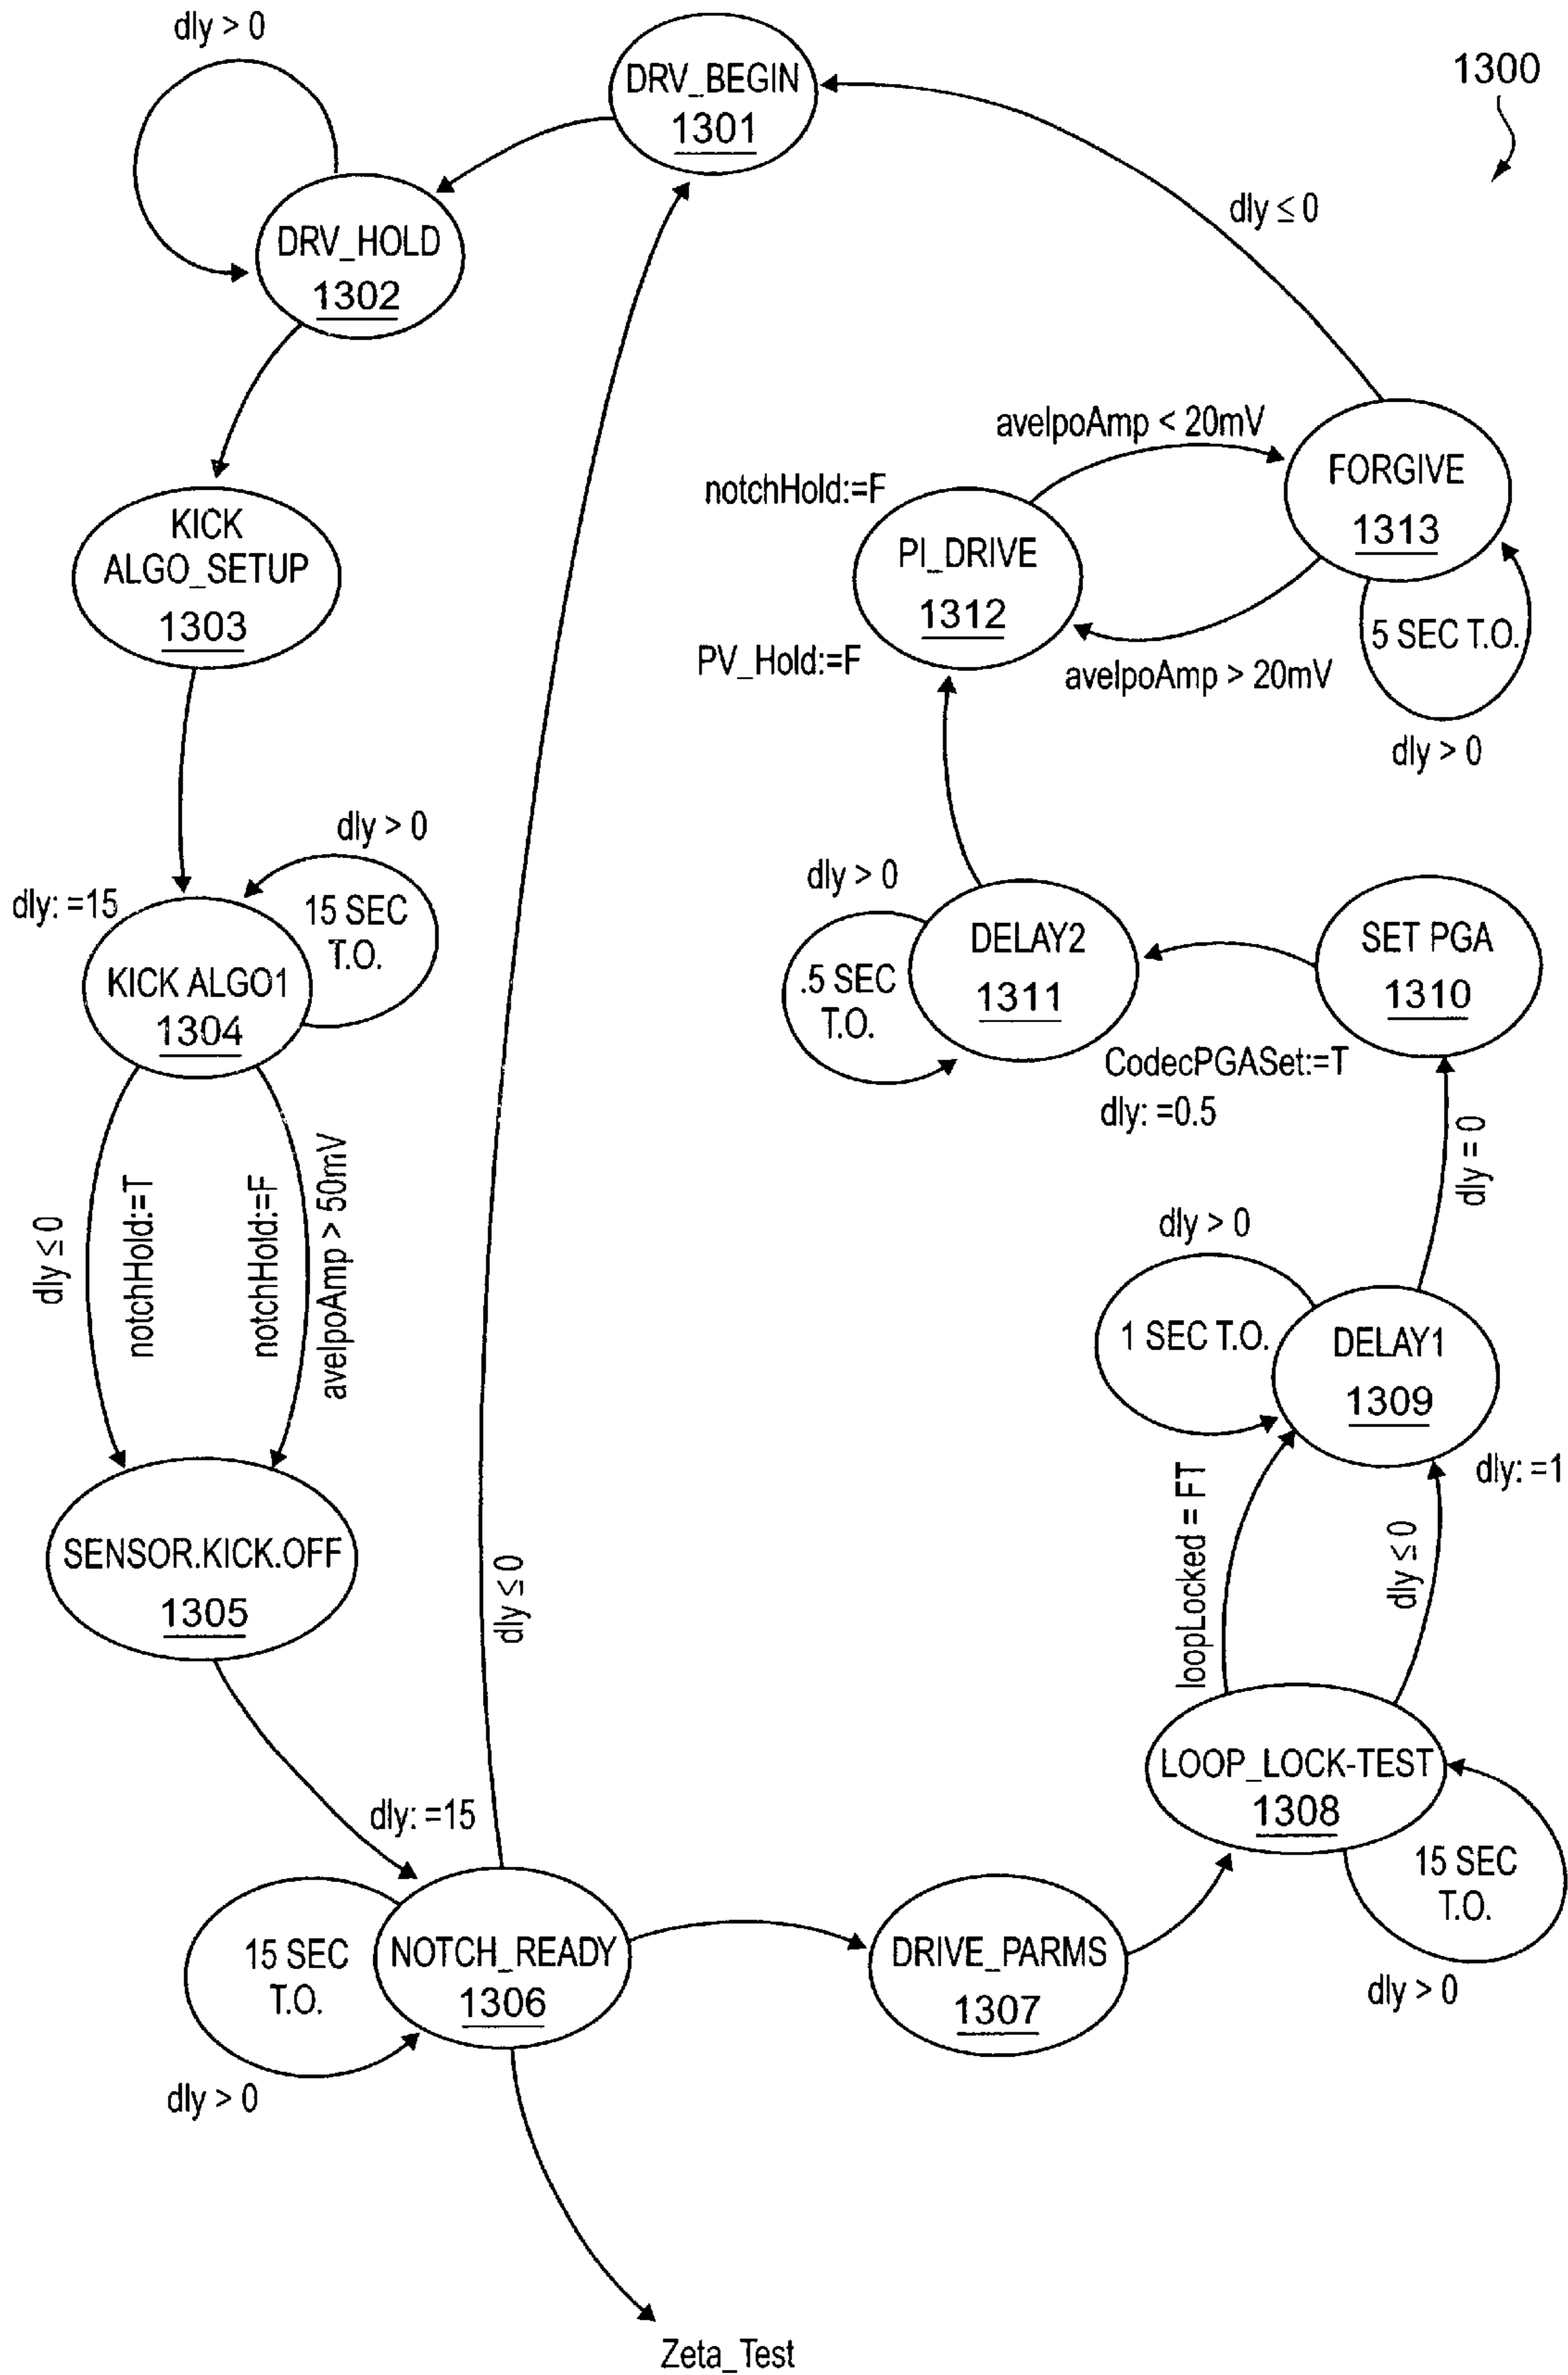 dly > 0
DRV_BEGIN
1301
1300
DRV_HOLD
1302
dly ≤ 0
KICK
ALGO_SETUP
1303
aveIpoAmp < 20mV
notchHold:=F
FORGIVE
1313
PI_DRIVE
1312
5 SEC T.O.
PV_Hold:=F
aveIpoAmp > 20mV
dly > 0
dly > 0
dly: =15
15 SEC
T.O.
KICK ALGO1
1304
dly > 0
DELAY2
1311
.5 SEC
T.O.
SET PGA
1310
CodecPGASet:=T
dly: =0.5
dly = 0
dly ≤ 0
notchHold:=T
notchHold:=F
aveIpoAmp > 50mV
dly > 0
1 SEC T.O.
DELAY1
1309
dly: =1
loopLocked = FT
dly ≤ 0
SENSOR.KICK.OFF
1305
dly ≤ 0
LOOP_LOCK-TEST
1308
15 SEC
T.O.
dly > 0
dly: =15
15 SEC
T.O.
NOTCH_READY
1306
DRIVE_PARMS
1307
dly > 0
Zeta_Test